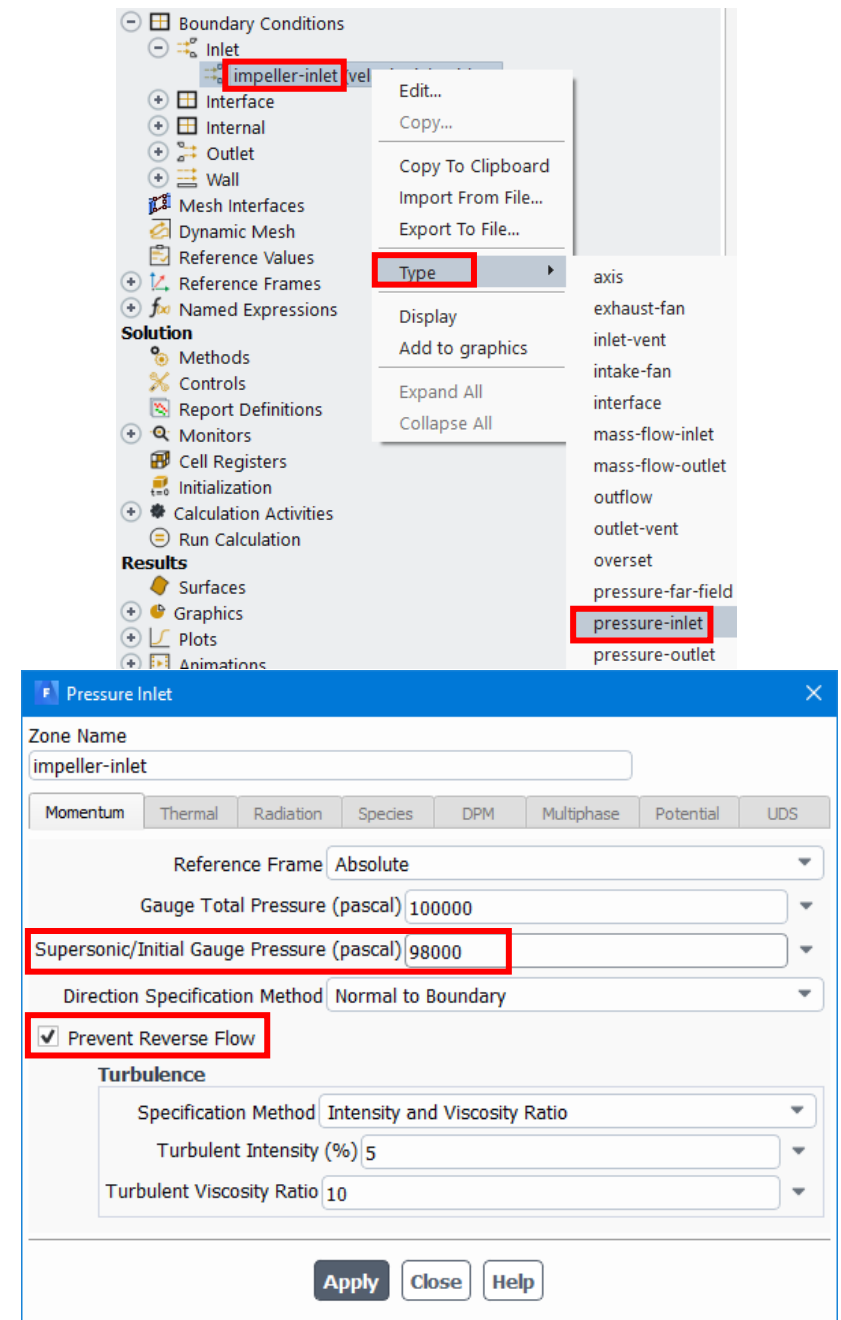 Boundary Conditions
Inlet
impeller-inlet (vel
Interface
Internal
Outlet
Wall
Mesh Interfaces
Dynamic Mesh
Reference Values
Reference Frames
Named Expressions
Solution
Methods
Controls
Report Definitions
Monitors
Cell Registers
Initialization
Calculation Activities
Run Calculation
Results
Surfaces
Graphics
Plots
Animations
Edit...
Copy...
Copy To Clipboard
Import From File...
Export To File...
Type
Display
Add to graphics
Expand All
Collapse All
axis
exhaust-fan
inlet-vent
intake-fan
interface
mass-flow-inlet
mass-flow-outlet
outflow
outlet-vent
overset
pressure-far-field
pressure-inlet
pressure-outlet
F Pressure Inlet
Zone Name
impeller-inlet
Momentum Thermal Radiation Species DPM Multiphase Potential UDS
Reference Frame Absolute
Gauge Total Pressure (pascal) 100000
Supersonic/Initial Gauge Pressure (pascal) 98000
Direction Specification Method Normal to Boundary
Prevent Reverse Flow
Turbulence
Specification Method Intensity and Viscosity Ratio
Turbulent Intensity (%) 5
Turbulent Viscosity Ratio 10
Apply Close Help